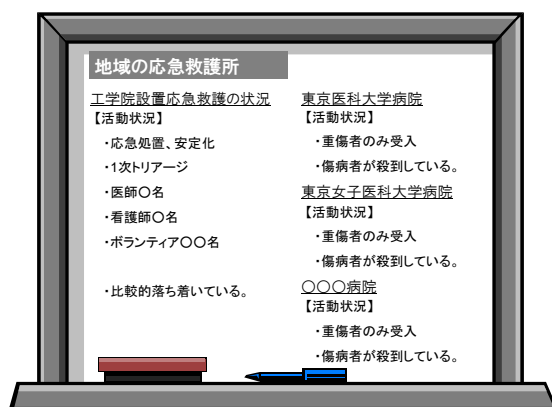 地域の応急救護所
工学院設置応急救護の状況
【活動状況】
・応急処置、安定化
・1次トリアージ
・医師〇名
・看護師〇名
・ボランティア〇〇名
・比較的落ち着いている。
東京医科大学病院
【活動状況】
・重傷者のみ受入
・傷病者が殺到している。
東京女子医科大学病院
【活動状況】
・重傷者のみ受入
・傷病者が殺到している。
〇〇〇病院
【活動状況】
・重傷者のみ受入
・傷病者が殺到している。